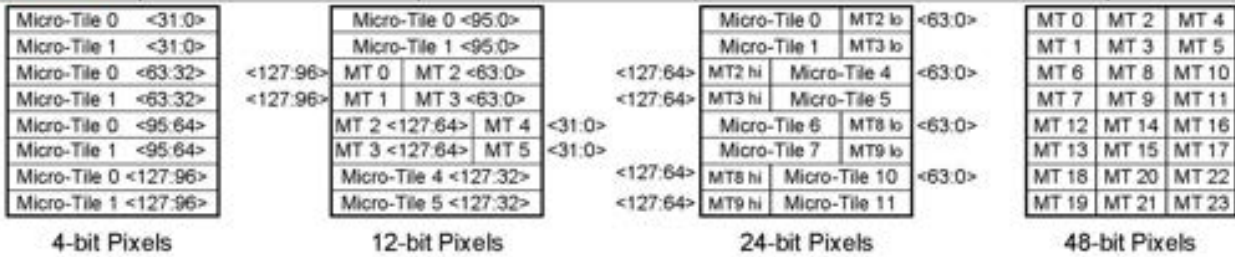 Micro-Tile 0 <31:0>
Micro-Tile 1 <31:0>
Micro-Tile 0 <63:32>
Micro-Tile 1 <63:32>
Micro-Tile 0 <95:64>
Micro-Tile 1 <95:64>
Micro-Tile 0 <127:96>
Micro-Tile 1 <127:96>
4-bit Pixels
Micro-Tile 0 <95:0>
Micro-Tile 1 <95:0>
<127:96> MT 0 MT 2 <63:0>
<127:96> MT 1 MT 3 <63:0>
MT 2 <127:64> MT 4 <31:0>
MT 3 <127:64> MT 5 <31:0>
Micro-Tile 4 <127:32>
Micro-Tile 5 <127:32>
12-bit Pixels
Micro-Tile 0 MT2 lo <63:0>
Micro-Tile 1 MT3 lo
<127:64> MT2 hi Micro-Tile 4 <63:0>
<127:64> MT3 hi Micro-Tile 5
Micro-Tile 6 MT8 lo <63:0>
Micro-Tile 7 MT9 lo
<127:64> MT8 hi Micro-Tile 10 <63:0>
<127:64> MT9 hi Micro-Tile 11
24-bit Pixels
MT 0 MT 2 MT 4
MT 1 MT 3 MT 5
MT 6 MT 8 MT 10
MT 7 MT 9 MT 11
MT 12 MT 14 MT 16
MT 13 MT 15 MT 17
MT 18 MT 20 MT 22
MT 19 MT 21 MT 23
48-bit Pixels